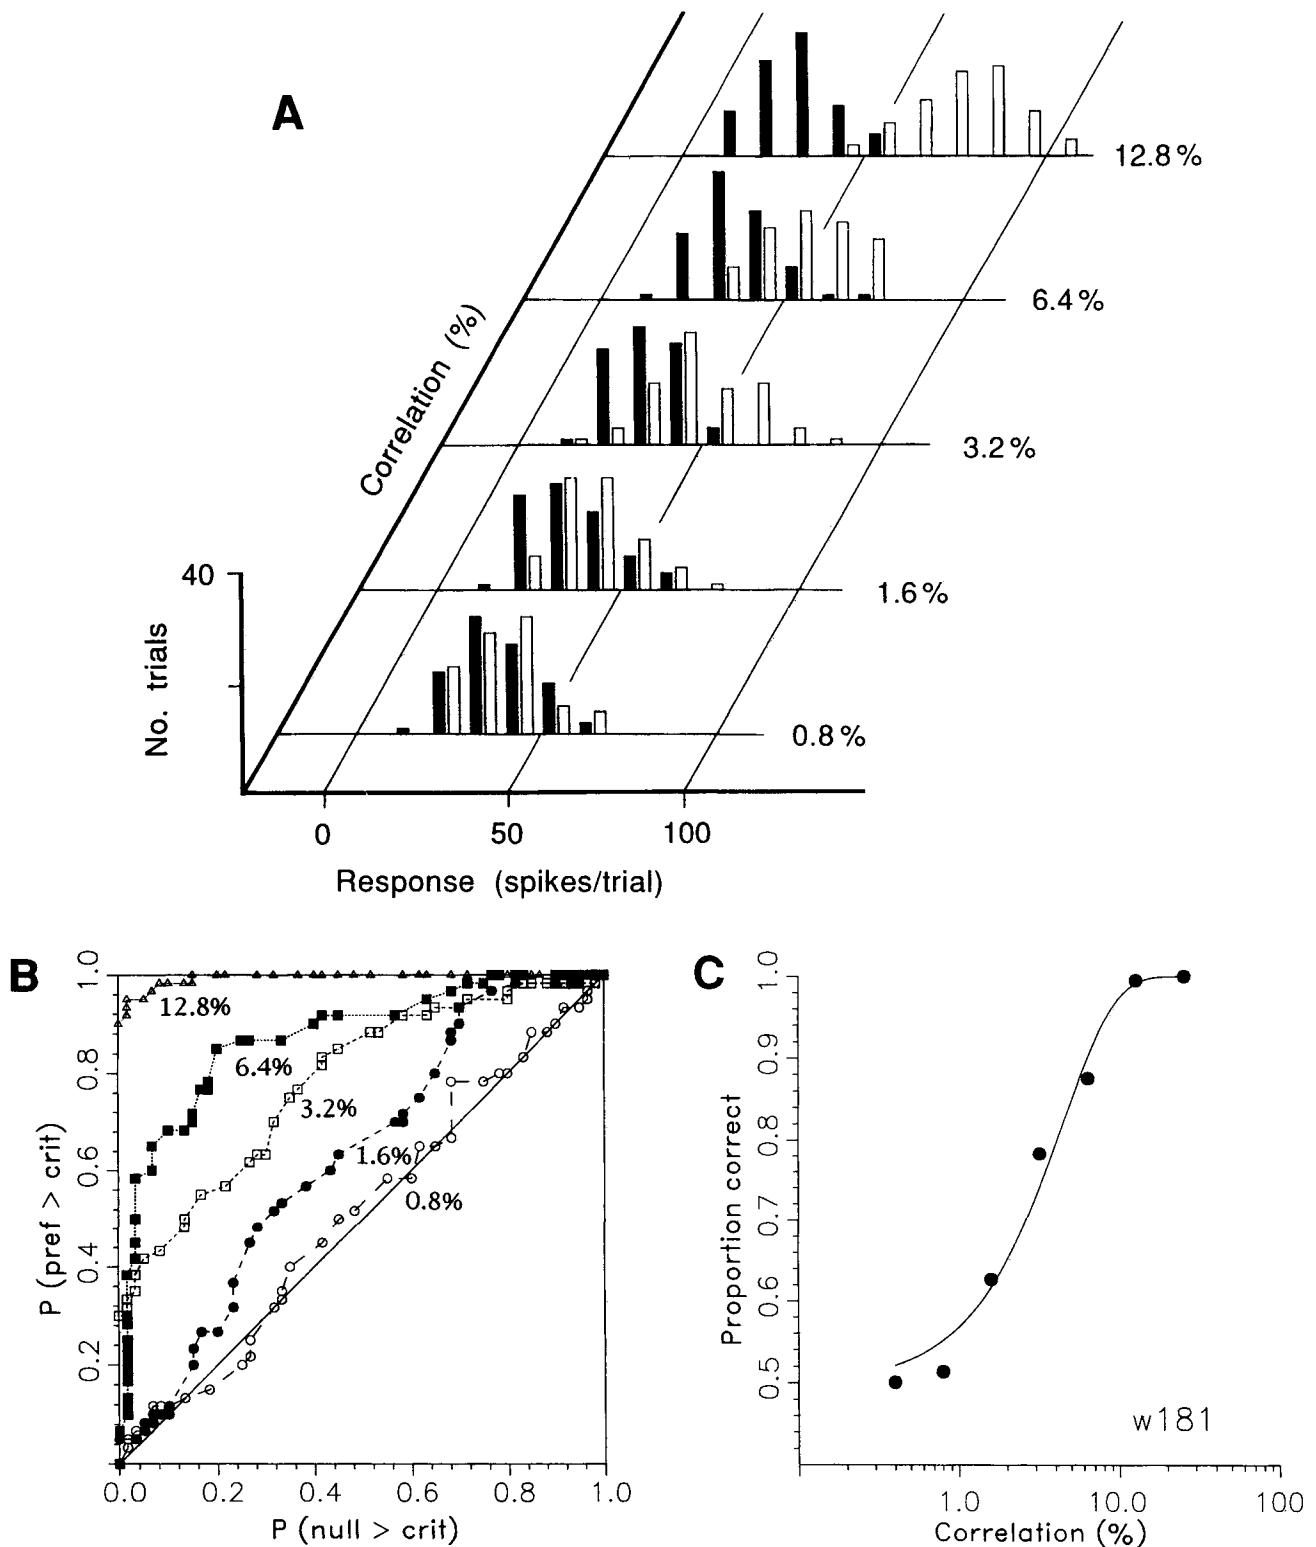 A
12.8 %
6.4 %
Correlation (%)
3.2 %
40
1.6 %
No. trials
0.8 %
0 50 100
Response (spikes/trial)
B
1.0
12.8%
0.8
6.4%
3.2%
P (pref > crit)
0.6
1.6%
0.8%
0.4
0.2
0.0 0.2 0.4 0.6 0.8 1.0
P (null > crit)
C
1.0
0.9
0.8
Proportion correct
0.7
0.6
0.5
w181
1.0 10.0 100
Correlation (%)